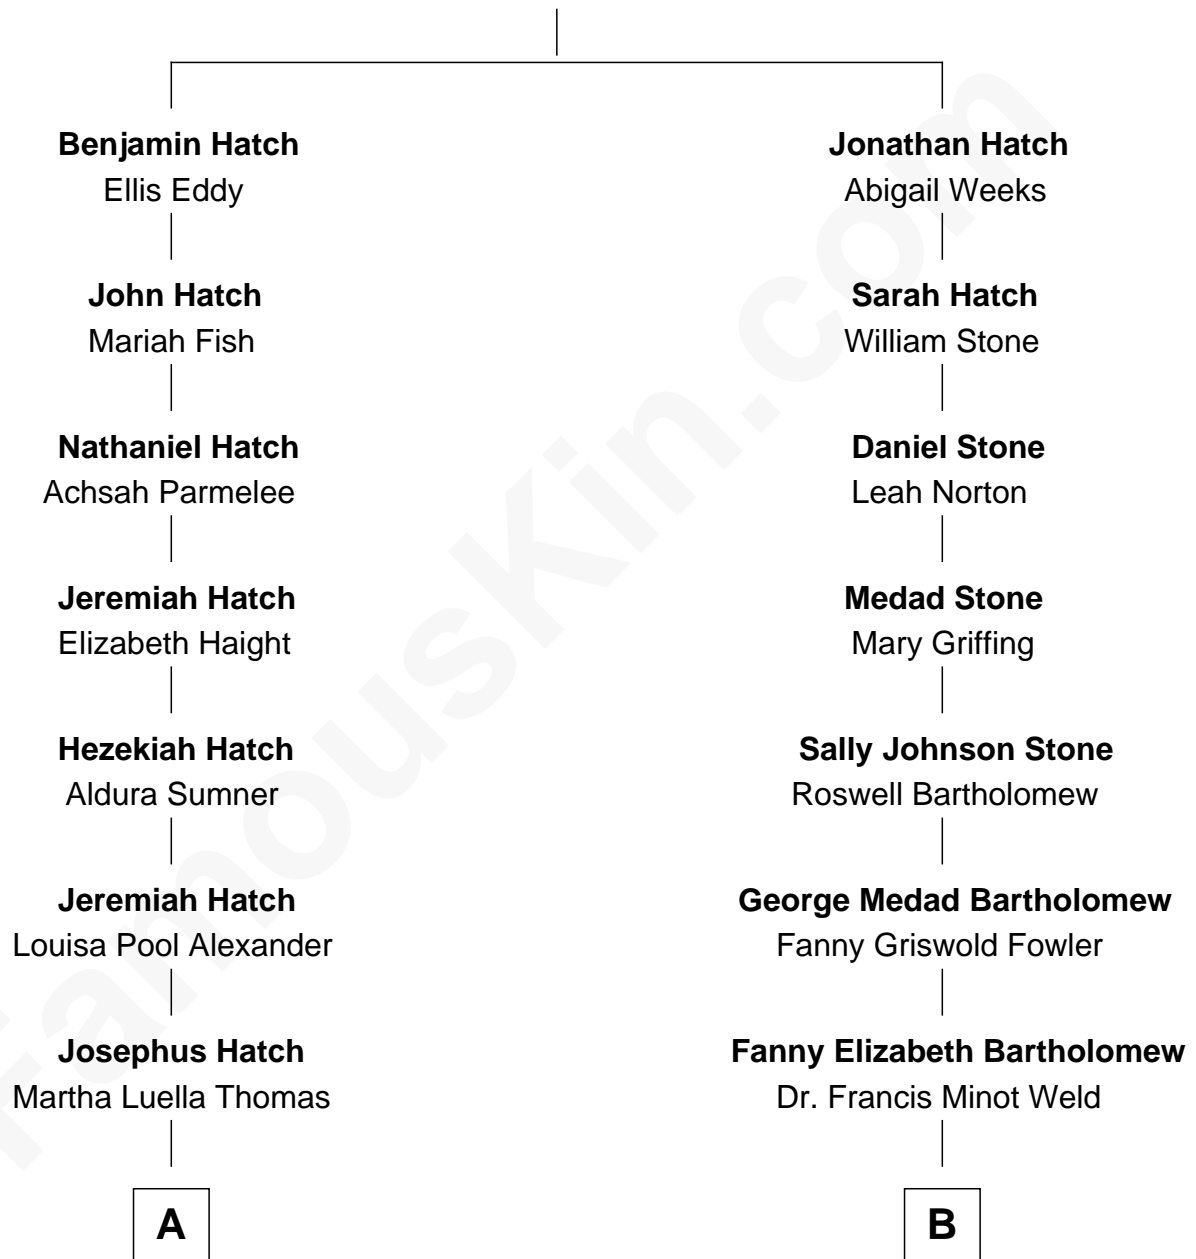 Benjamin Hatch
Ellis Eddy
John Hatch
Mariah Fish
Nathaniel Hatch
Achsah Parmelee
Jeremiah Hatch
Elizabeth Haight
Hezekiah Hatch
Aldura Sumner
Jeremiah Hatch
Louisa Pool Alexander
Josephus Hatch
Martha Luella Thomas
A
Jonathan Hatch
Abigail Weeks
Sarah Hatch
William Stone
Daniel Stone
Leah Norton
Medad Stone
Mary Griffing
Sally Johnson Stone
Roswell Bartholomew
George Medad Bartholomew
Fanny Griswold Fowler
Fanny Elizabeth Bartholomew
Dr. Francis Minot Weld
B
FamousKin.com